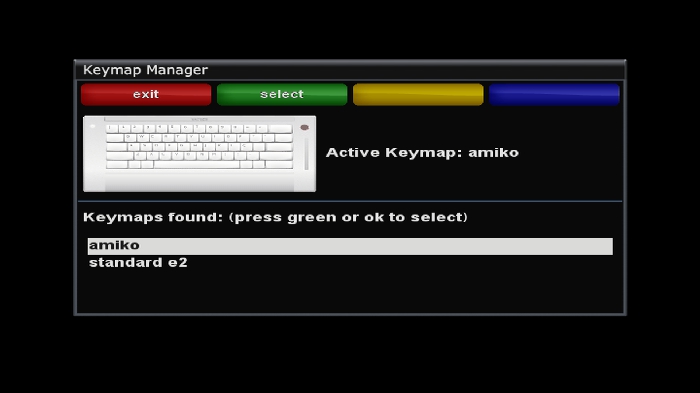 Keymap Manager
exit
select
Active Keymap: amiko
Keymaps found: (press green or ok to select)
amiko
standard e2